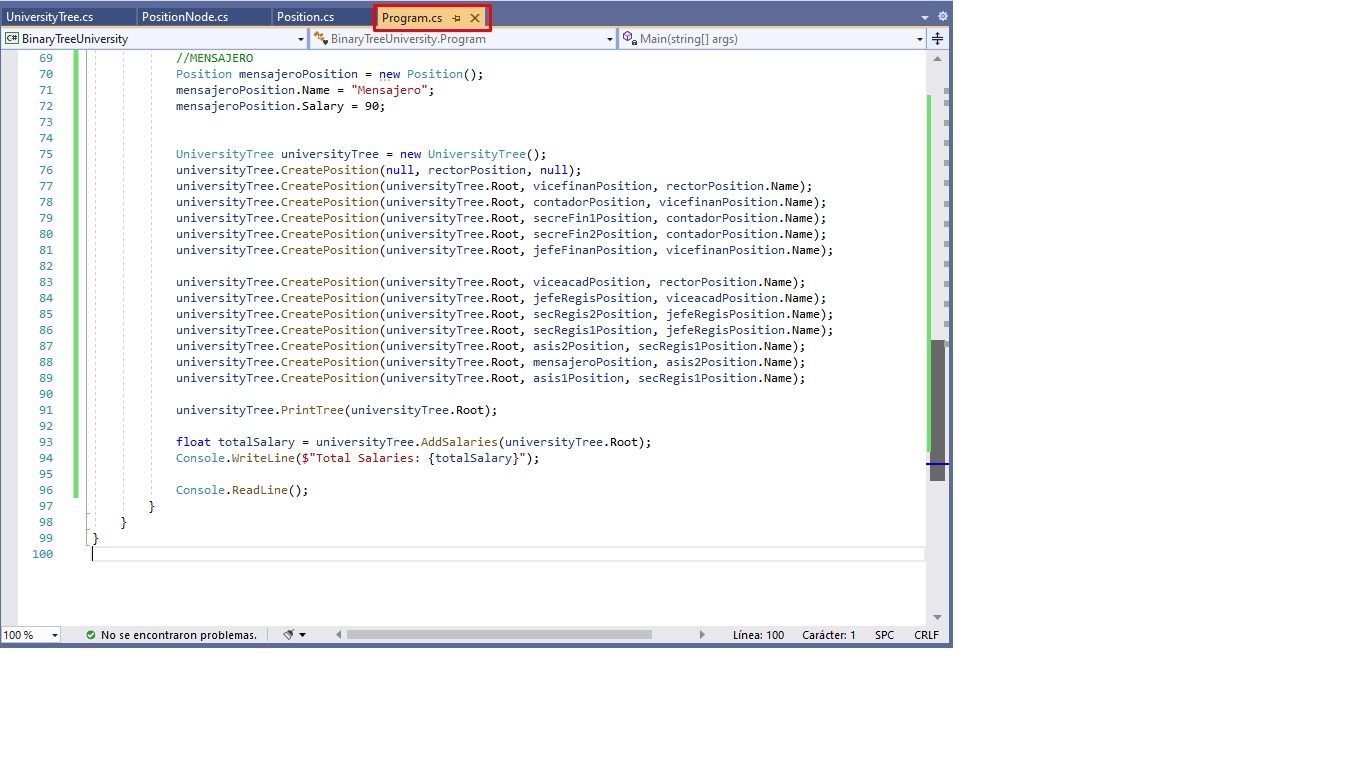 UniversityTree.cs PositionNode.cs Position.cs Program.cs
C# BinaryTreeUniversity BinaryTreeUniversity.Program Main(string[] args)
69 //MENSAJERO
70 Position mensajeroPosition = new Position();
71 mensajeroPosition.Name = "Mensajero";
72 mensajeroPosition.Salary = 90;
73
74
75 UniversityTree universityTree = new UniversityTree();
76 universityTree.CreatePosition(null, rectorPosition, null);
77 universityTree.CreatePosition(universityTree.Root, vicefinanPosition, rectorPosition.Name);
78 universityTree.CreatePosition(universityTree.Root, contadorPosition, vicefinanPosition.Name);
79 universityTree.CreatePosition(universityTree.Root, secreFin1Position, contadorPosition.Name);
80 universityTree.CreatePosition(universityTree.Root, secreFin2Position, contadorPosition.Name);
81 universityTree.CreatePosition(universityTree.Root, jefeFinanPosition, vicefinanPosition.Name);
82
83 universityTree.CreatePosition(universityTree.Root, viceacadPosition, rectorPosition.Name);
84 universityTree.CreatePosition(universityTree.Root, jefeRegisPosition, viceacadPosition.Name);
85 universityTree.CreatePosition(universityTree.Root, secRegis2Position, jefeRegisPosition.Name);
86 universityTree.CreatePosition(universityTree.Root, secRegis1Position, jefeRegisPosition.Name);
87 universityTree.CreatePosition(universityTree.Root, asis2Position, secRegis1Position.Name);
88 universityTree.CreatePosition(universityTree.Root, mensajeroPosition, asis2Position.Name);
89 universityTree.CreatePosition(universityTree.Root, asis1Position, secRegis1Position.Name);
90
91 universityTree.PrintTree(universityTree.Root);
92
93 float totalSalary = universityTree.AddSalaries(universityTree.Root);
94 Console.WriteLine($"Total Salaries: {totalSalary}");
95
96 Console.ReadLine();
97 }
98 }
99 }
100
100 % No se encontraron problemas. Línea: 100 Carácter: 1 SPC CRLF